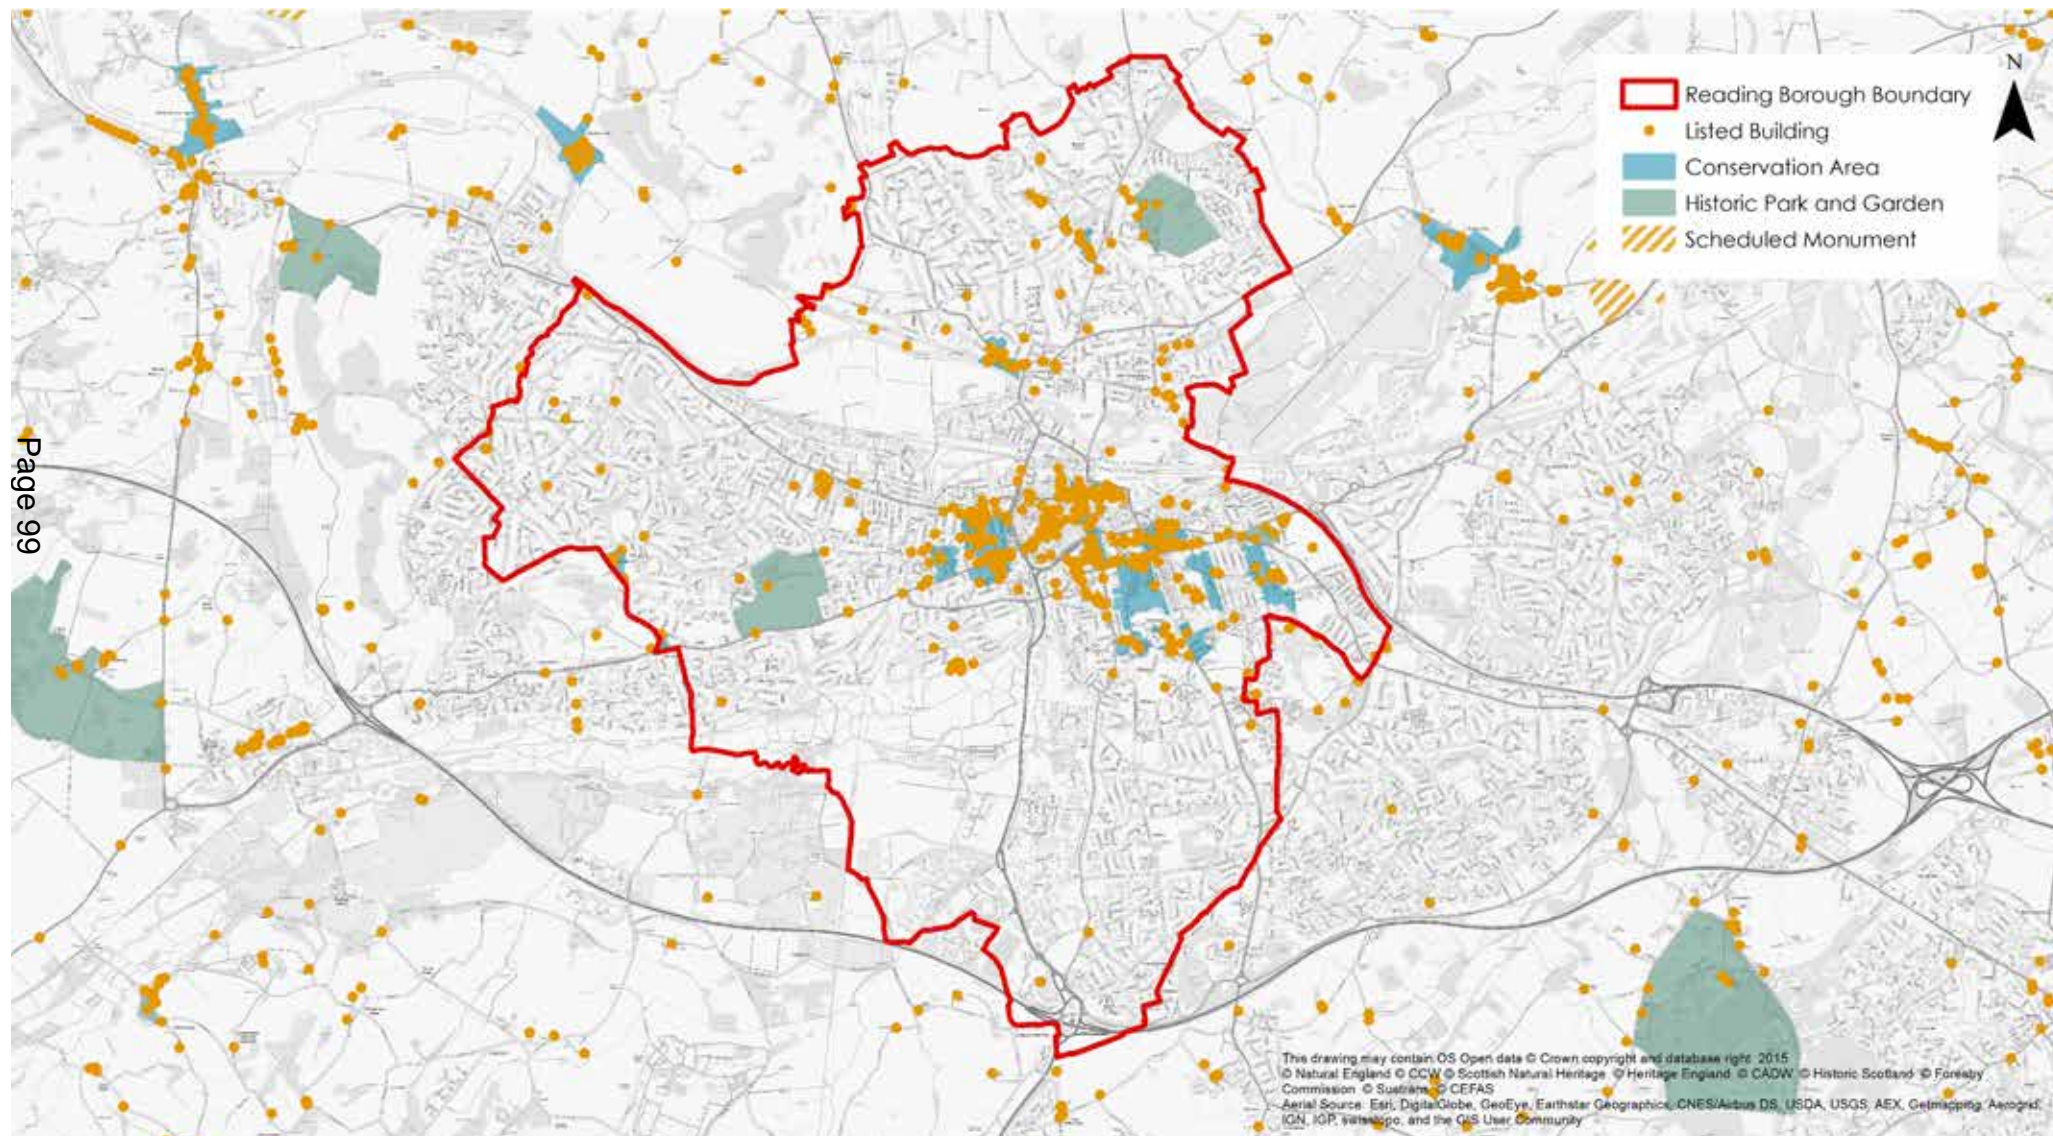 Page 99
N
Reading Borough Boundary
Listed Building
Conservation Area
Historic Park and Garden
Scheduled Monument
This drawing may contain OS Open data © Crown copyright and database right 2015
© Natural England © CCW © Scottish Natural Heritage © Heritage England © CADW © Historic Scotland © Forestry
Commission © Sustrans © CEFAS
Aerial Source: Esri, DigitalGlobe, GeoEye, Earthstar Geographics, CNES/Airbus DS, USDA, USGS, AEX, Getmapping, Aerogrid,
IGN, IGP, swisstopo, and the GIS User Community